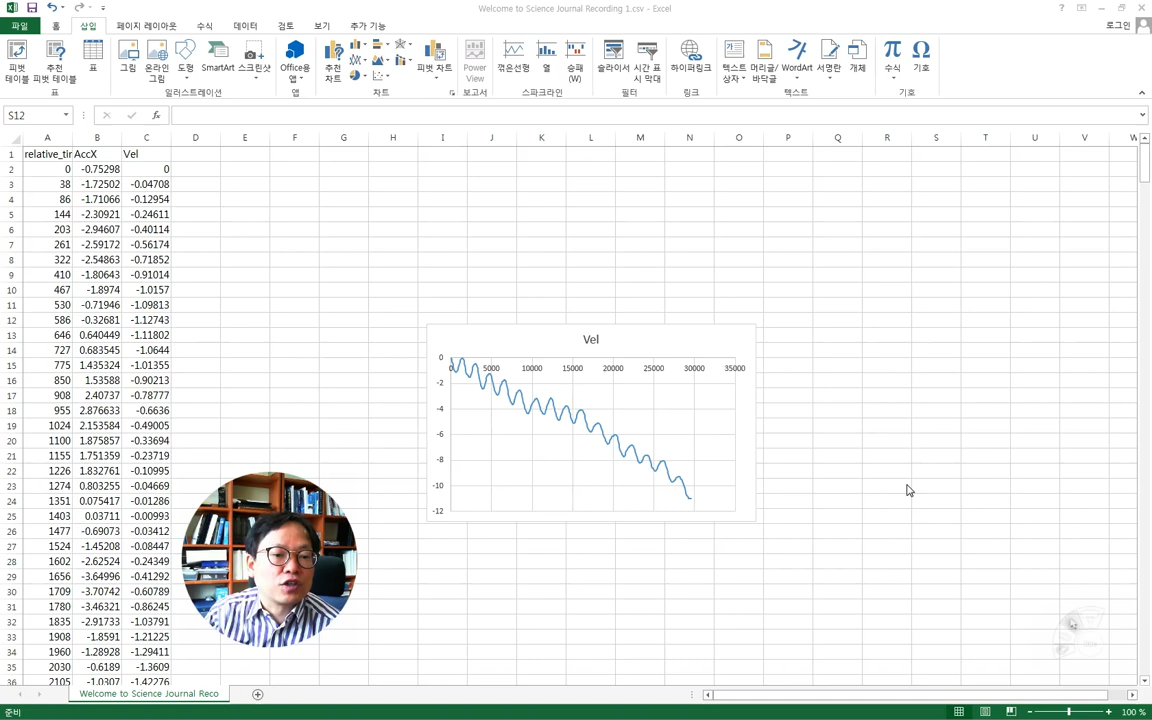 Welcome to Science Journal Recording 1.csv - Excel
파일 홈 삽입 페이지 레이아웃 수식 데이터 검토 보기 추가 기능 로그인
피벗 테이블
추천 피벗 테이블
표
그림
온라인 그림
도형
SmartArt
스크린샷
Office용 앱
추천 차트
피벗 차트
Power View
꺾은선형
열
승패 (W)
슬라이서
시간 표시 막대
하이퍼링크
텍스트 상자
머리글/바닥글
WordArt
서명란
개체
수식
기호
표 일러스트레이션 앱 차트 보고서 스파크라인 필터 링크 텍스트 기호
S12 fx
A B C D E F G H I J K L M N O P Q R S T U V W
1 relative_tir AccX Vel
2 0 -0.75298 0
3 38 -1.72502 -0.04708
4 86 -1.71066 -0.12954
5 144 -2.30921 -0.24611
6 203 -2.94607 -0.40114
7 261 -2.59172 -0.56174
8 322 -2.54863 -0.71852
9 410 -1.80643 -0.91014
10 467 -1.8974 -1.0157
11 530 -0.71946 -1.09813
12 586 -0.32681 -1.12743
13 646 0.640449 -1.11802
14 727 0.683545 -1.0644
15 775 1.435324 -1.01355
16 850 1.53588 -0.90213
17 908 2.40737 -0.78777
18 955 2.876633 -0.6636
19 1024 2.153584 -0.49005
20 1100 1.875857 -0.33694
21 1155 1.751359 -0.23719
22 1226 1.832761 -0.10995
23 1274 0.803255 -0.04669
24 1351 0.075417 -0.01286
25 1403 0.03711 -0.00993
26 1477 -0.69073 -0.03412
27 1524 -1.45208 -0.08447
28 1602 -2.62524 -0.24349
29 1656 -3.64996 -0.41292
30 1709 -3.70742 -0.60789
31 1780 -3.46321 -0.86245
32 1835 -2.91733 -1.03791
33 1908 -1.8591 -1.21225
34 1960 -1.28928 -1.29411
35 2030 -0.6189 -1.3609
36 2105 -1.0307 -1.42276
Vel
0
0 5000 10000 15000 20000 25000 30000 35000
-2
-4
-6
-8
-10
-12
Welcome to Science Journal Reco
준비 100 %